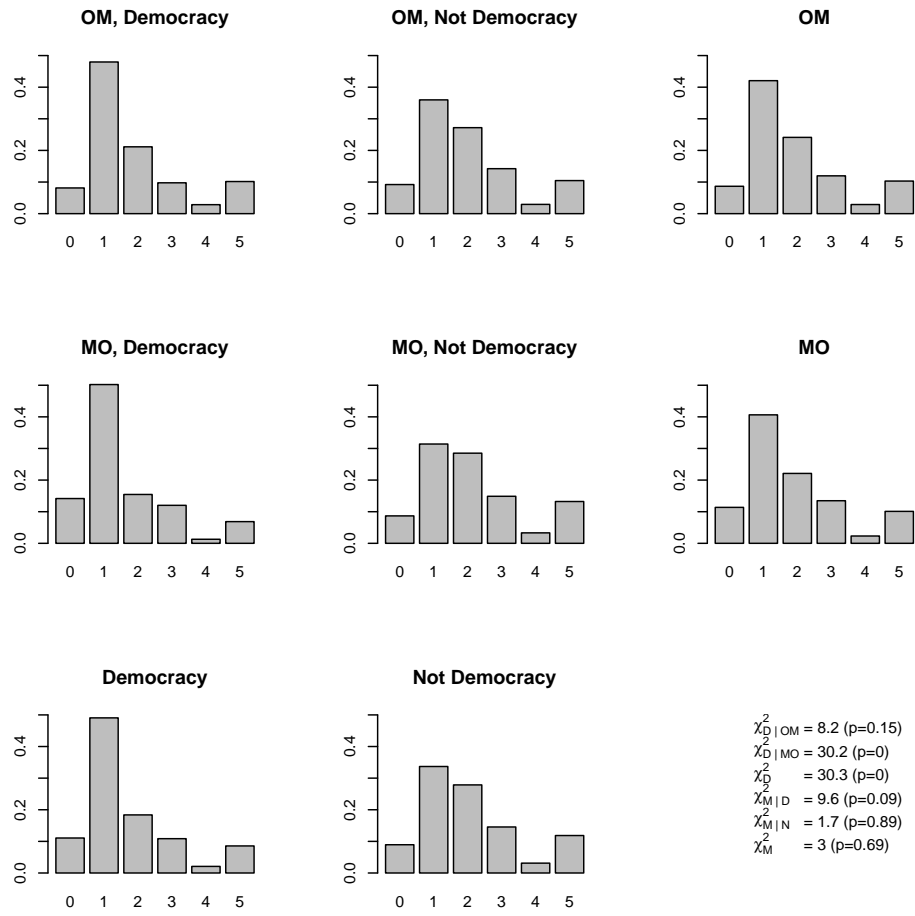 OM, Democracy
0.0 0.2 0.4
0 1 2 3 4 5
OM, Not Democracy
0.0 0.2 0.4
0 1 2 3 4 5
OM
0.0 0.2 0.4
0 1 2 3 4 5
MO, Democracy
0.0 0.2 0.4
0 1 2 3 4 5
MO, Not Democracy
0.0 0.2 0.4
0 1 2 3 4 5
MO
0.0 0.2 0.4
0 1 2 3 4 5
Democracy
0.0 0.2 0.4
0 1 2 3 4 5
Not Democracy
0.0 0.2 0.4
0 1 2 3 4 5
χ²D | OM = 8.2 (p=0.15)
χ²D | MO = 30.2 (p=0)
χ²D = 30.3 (p=0)
χ²M | D = 9.6 (p=0.09)
χ²M | N = 1.7 (p=0.89)
χ²M = 3 (p=0.69)